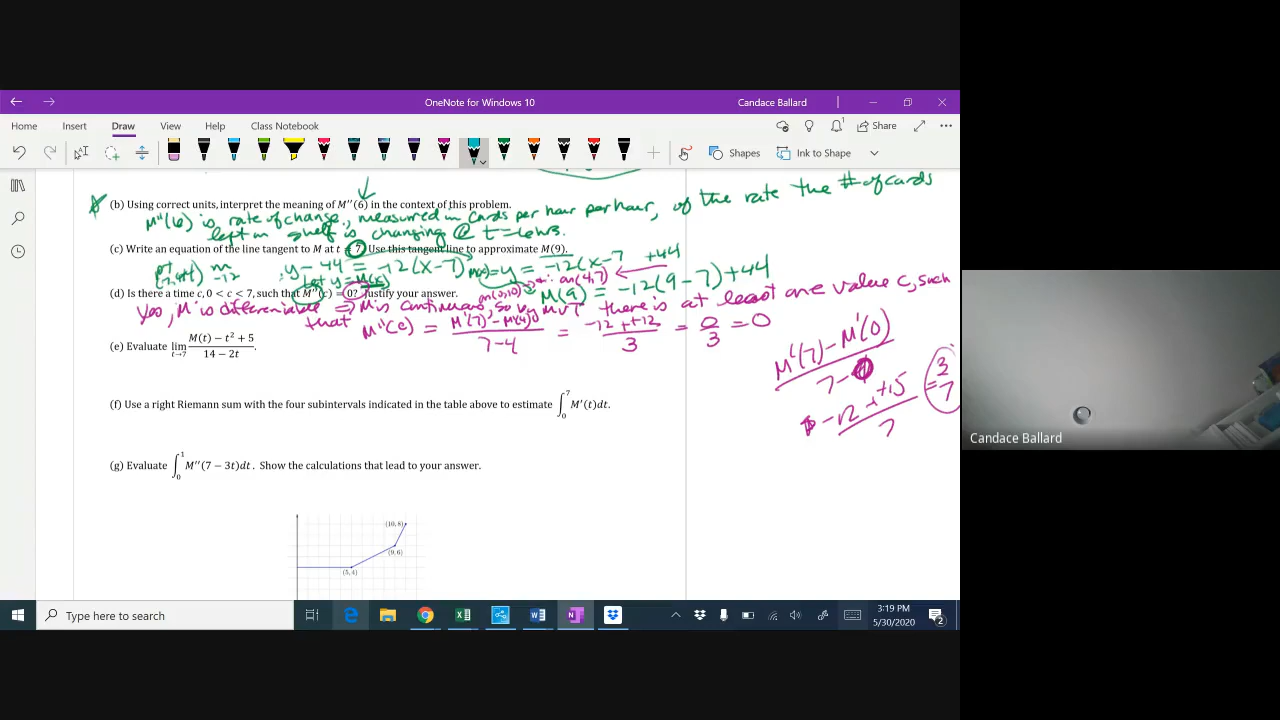 OneNote for Windows 10
Candace Ballard
Home Insert Draw View Help Class Notebook
Share
Shapes Ink to Shape
(b) Using correct units, interpret the meaning of M''(6) in the context of this problem.
M''(6) is rate of change, measured in cards per hour per hour, of the rate the # of cards
left on shelf is changing @ t=6hrs.
(c) Write an equation of the line tangent to M at t = 7. Use this tangent line to approximate M(9).
y - 44 = -12(x-7) y = -12(x-7 +44
M(9) = -12(9-7)+44
(d) Is there a time c, 0 < c < 7, such that M''(c) = 0? Justify your answer.
Yes, M' is differentiable ⟹ M' is continuous, so by MVT there is at least one value c, such
that M''(c) = M'(7) - M'(4) / 7-4 = -12 ++12 / 3 = 0/3 = 0
M'(7) - M'(0)
(e) Evaluate lim t→7 M(t) − t² + 5 / 14 − 2t .
(f) Use a right Riemann sum with the four subintervals indicated in the table above to estimate ∫₀⁷ M'(t)dt.
= 3/7
(g) Evaluate ∫₀¹ M''(7 − 3t)dt. Show the calculations that lead to your answer.
(10, 8)
(9, 6)
(5, 4)
Candace Ballard
Type here to search
3:19 PM
5/30/2020
2